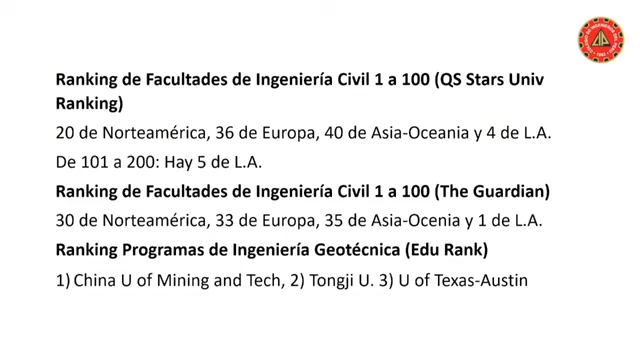 Ranking de Facultades de Ingeniería Civil 1 a 100 (QS Stars Univ
Ranking)
20 de Norteamérica, 36 de Europa, 40 de Asia-Oceania y 4 de L.A.
De 101 a 200: Hay 5 de L.A.
Ranking de Facultades de Ingeniería Civil 1 a 100 (The Guardian)
30 de Norteamérica, 33 de Europa, 35 de Asia-Ocenia y 1 de L.A.
Ranking Programas de Ingeniería Geotécnica (Edu Rank)
1) China U of Mining and Tech, 2) Tongji U. 3) U of Texas-Austin